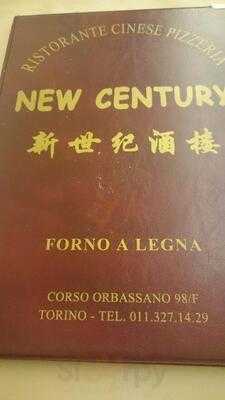 RISTORANTE CINESE PIZZERIA
NEW CENTURY
新世纪酒楼
FORNO A LEGNA
CORSO ORBASSANO 98/F
TORINO - TEL. 011.327.14.29